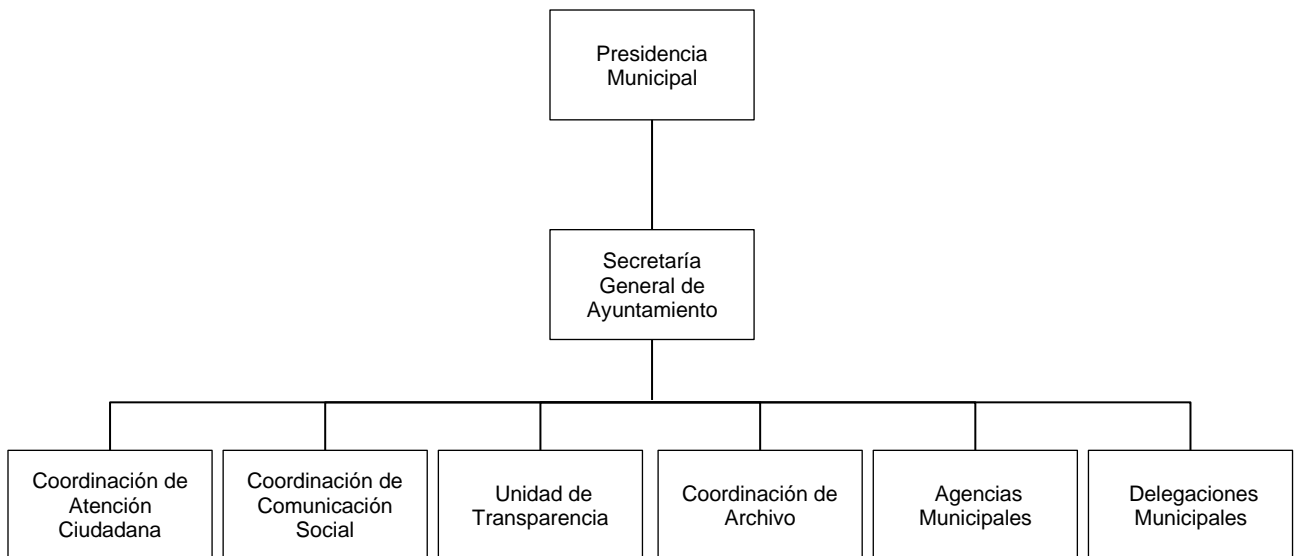 Presidencia
Municipal
Secretaría
General de
Ayuntamiento
Coordinación de
Atención
Ciudadana
Coordinación de
Comunicación
Social
Unidad de
Transparencia
Coordinación de
Archivo
Agencias
Municipales
Delegaciones
Municipales